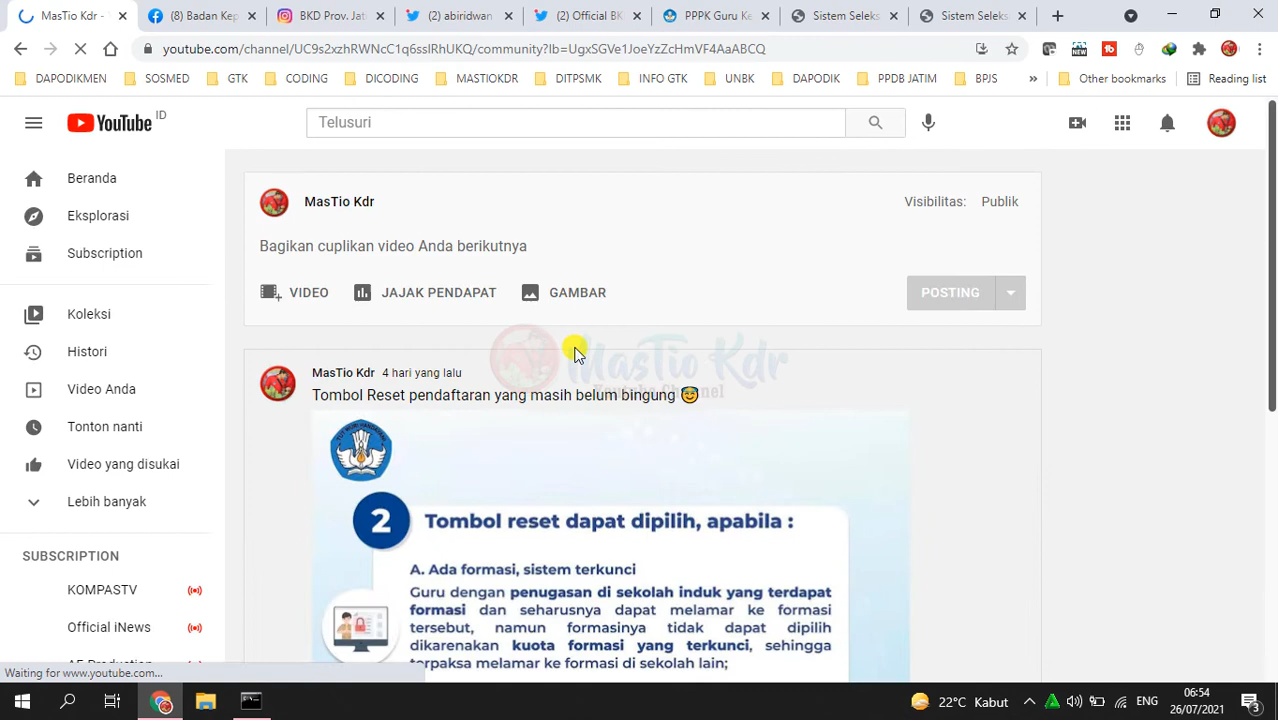 MasTio Kdr - Y
(8) Badan Kep
BKD Prov. Jati
(2) abiridwan
(2) Official BK
PPPK Guru Ke
Sistem Seleks
Sistem Seleks
youtube.com/channel/UC9s2xzhRWNcC1q6ssIRhUKQ/community?lb=UgxSGVe1JoeYzZcHmVF4AaABCQ
DAPODIKMEN
SOSMED
GTK
CODING
DICODING
MASTIOKDR
DITPSMK
INFO GTK
UNBK
DAPODIK
PPDB JATIM
BPJS
»
Other bookmarks
Reading list
YouTube ID
Telusuri
Beranda
Eksplorasi
Subscription
Koleksi
Histori
Video Anda
Tonton nanti
Video yang disukai
Lebih banyak
SUBSCRIPTION
KOMPASTV
Official iNews
MasTio Kdr
Visibilitas: Publik
Bagikan cuplikan video Anda berikutnya
VIDEO
JAJAK PENDAPAT
GAMBAR
POSTING
MasTio Kdr
Youtube Channel
MasTio Kdr 4 hari yang lalu
Tombol Reset pendaftaran yang masih belum bingung 😇
2 Tombol reset dapat dipilih, apabila :
A. Ada formasi, sistem terkunci
Guru dengan penugasan di sekolah induk yang terdapat
formasi dan seharusnya dapat melamar ke formasi
tersebut, namun formasinya tidak dapat dipilih
dikarenakan kuota formasi yang terkunci, sehingga
terpaksa melamar ke formasi di sekolah lain;
Waiting for www.youtube.com...
22°C Kabut
ENG
06:54
26/07/2021
3